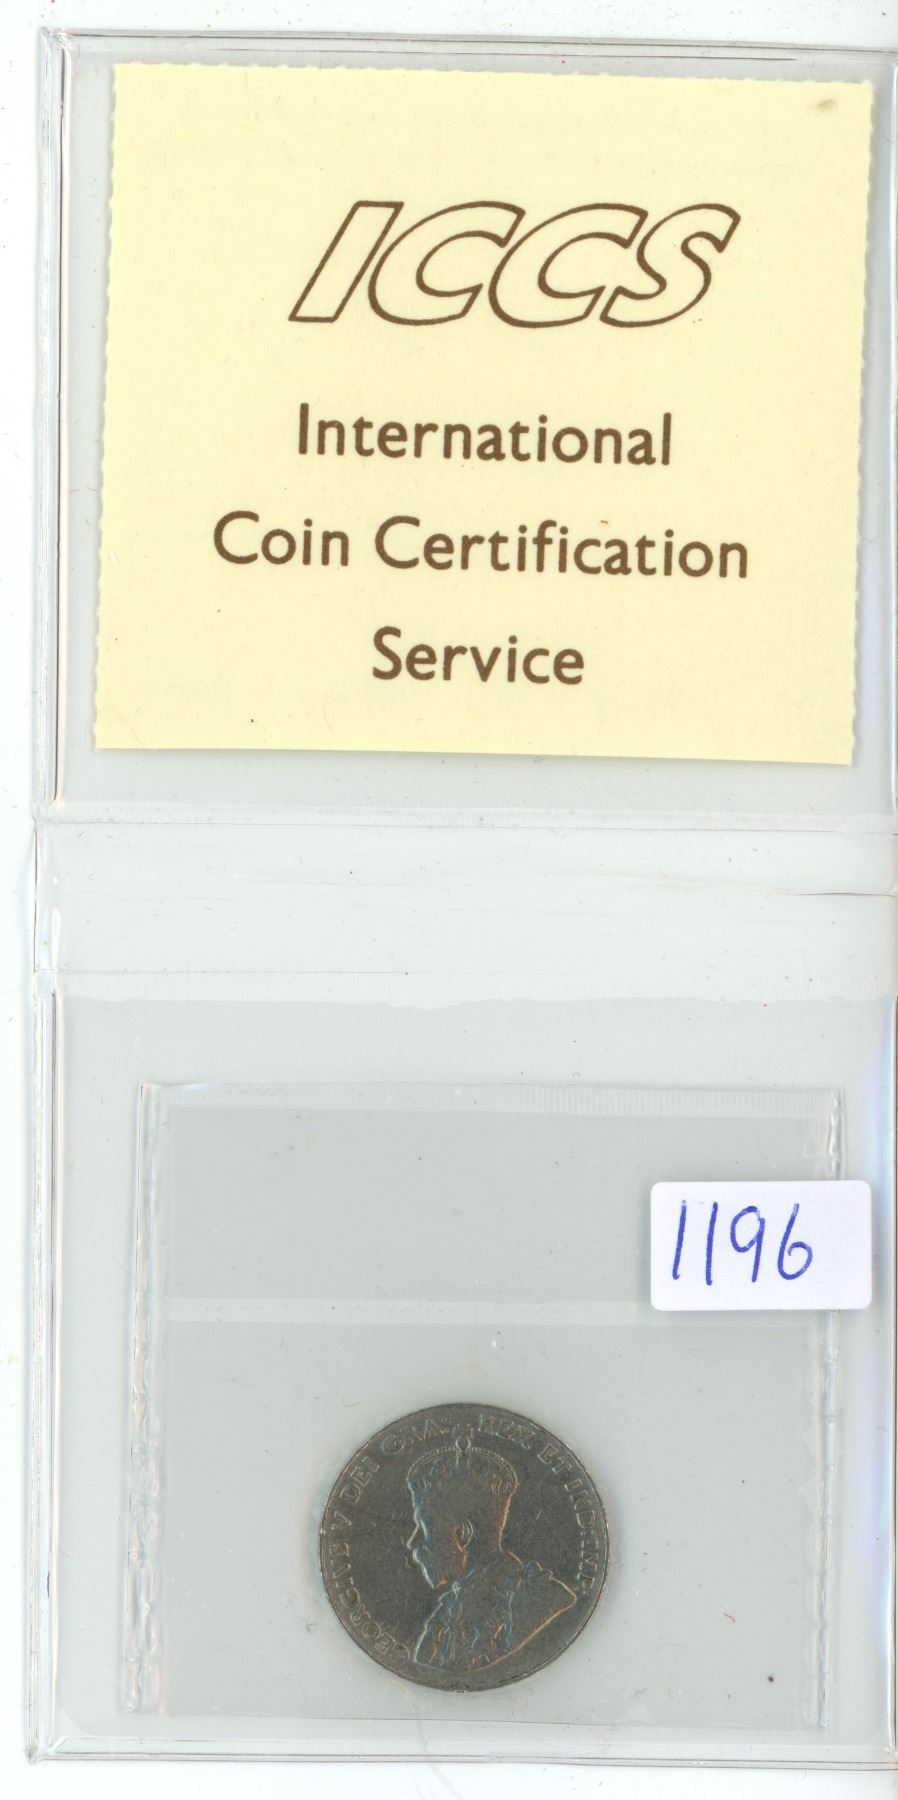 ICCS
International
Coin Certification
Service
1196
GEORGIVS V DEI GRA: REX ET IND:IMP: